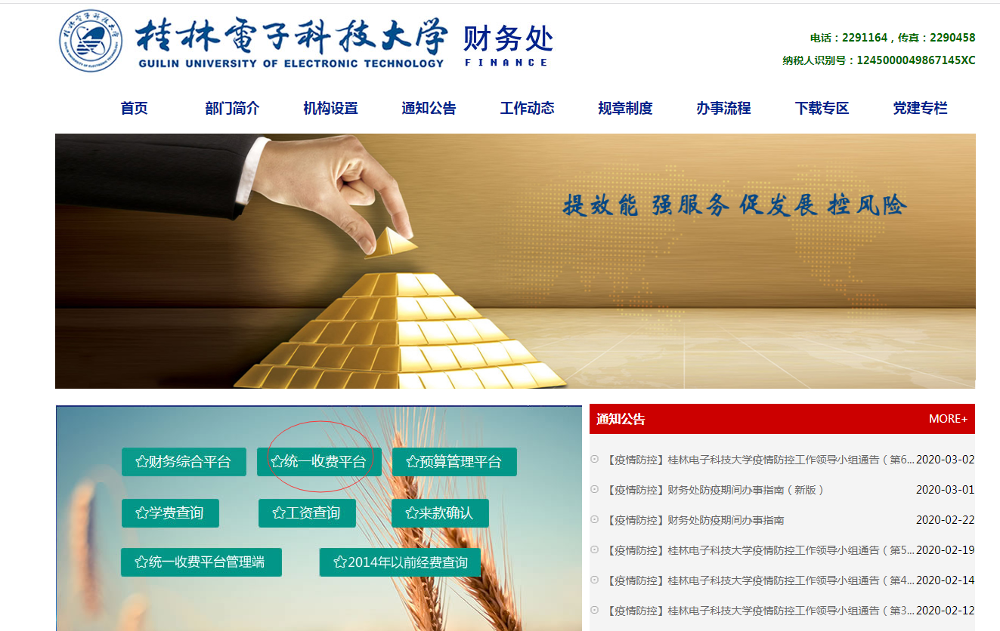 桂林電子科技大学 财务处
GUILIN UNIVERSITY OF ELECTRONIC TECHNOLOGY FINANCE
电话：2291164，传真：2290458
纳税人识别号：1245000049867145XC
首页 部门简介 机构设置 通知公告 工作动态 规章制度 办事流程 下载专区 党建专栏
提效能 强服务 促发展 控风险
财务综合平台 统一收费平台 预算管理平台
学费查询 工资查询 来款确认
统一收费平台管理端 2014年以前经费查询
通知公告 MORE+
【疫情防控】桂林电子科技大学疫情防控工作领导小组通告（第6... 2020-03-02
【疫情防控】财务处防疫期间办事指南（新版） 2020-03-01
【疫情防控】财务处防疫期间办事指南 2020-02-22
【疫情防控】桂林电子科技大学疫情防控工作领导小组通告（第5... 2020-02-19
【疫情防控】桂林电子科技大学疫情防控工作领导小组通告（第4... 2020-02-14
【疫情防控】桂林电子科技大学疫情防控工作领导小组通告（第3... 2020-02-12